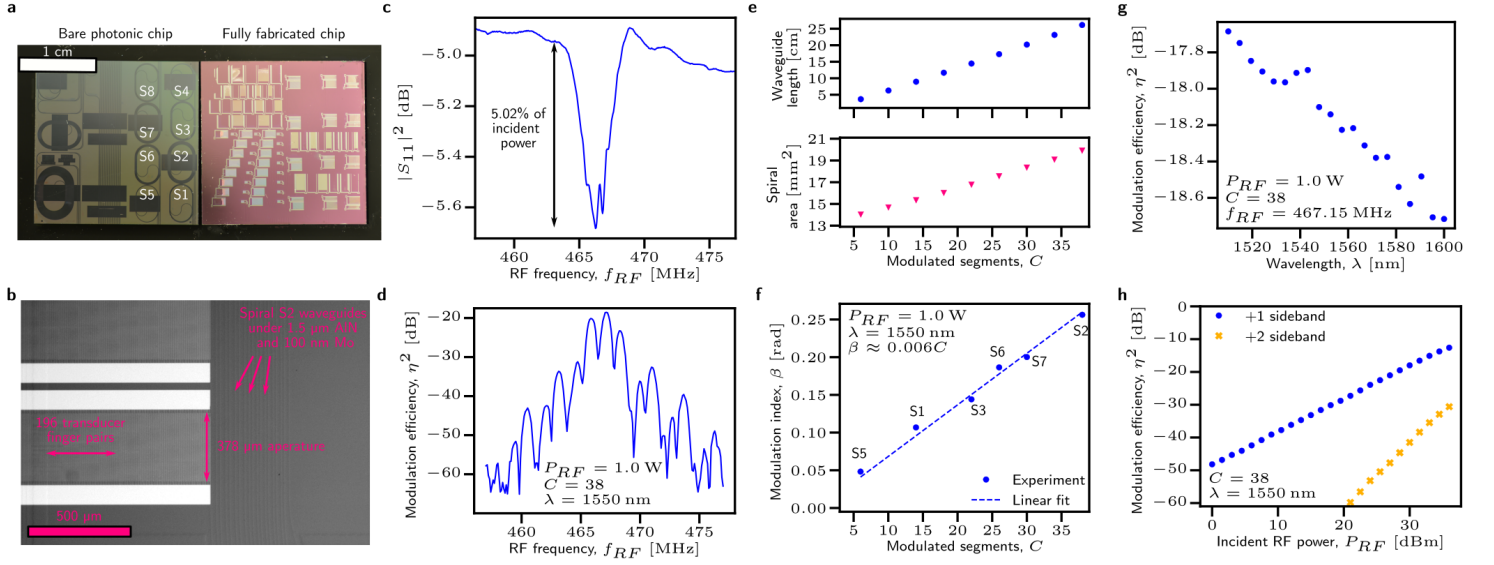 a
Bare photonic chip
Fully fabricated chip
1 cm
S8
S4
S7
S3
S6
S2
S5
S1
b
Spiral S2 waveguides
under 1.5 μm AlN
and 189 nm Mo
196 transducer
finger pairs
378 μm aperature
500 μm
c
|S₁₁|² [dB]
−5.0
−5.2
−5.4
−5.6
5.02% of
incident
power
460
465
470
475
RF frequency, f_RF [MHz]
d
Modulation efficiency, η² [dB]
−20
−30
−40
−50
−60
P_RF = 1.0 W
C = 38
λ = 1550 nm
460
465
470
475
RF frequency, f_RF [MHz]
e
Waveguide
length [cm]
25
20
15
10
5
Spiral
area [mm²]
21
19
17
15
13
5
10
15
20
25
30
35
Modulated segments, C
f
Modulation index, β [rad]
0.25
0.20
0.15
0.10
0.05
0.00
P_RF = 1.0 W
λ = 1550 nm
β ≈ 0.006C
S5
S1
S3
S6
S7
S2
Experiment
Linear fit
5
10
15
20
25
30
35
Modulated segments, C
g
Modulation efficiency, η² [dB]
−17.8
−18.0
−18.2
−18.4
−18.6
P_RF = 1.0 W
C = 38
f_RF = 467.15 MHz
1520
1540
1560
1580
1600
Wavelength, λ [nm]
h
Modulation efficiency, η² [dB]
0
−10
−20
−30
−40
−50
−60
+1 sideband
+2 sideband
C = 38
λ = 1550 nm
0
10
20
30
Incident RF power, P_RF [dBm]